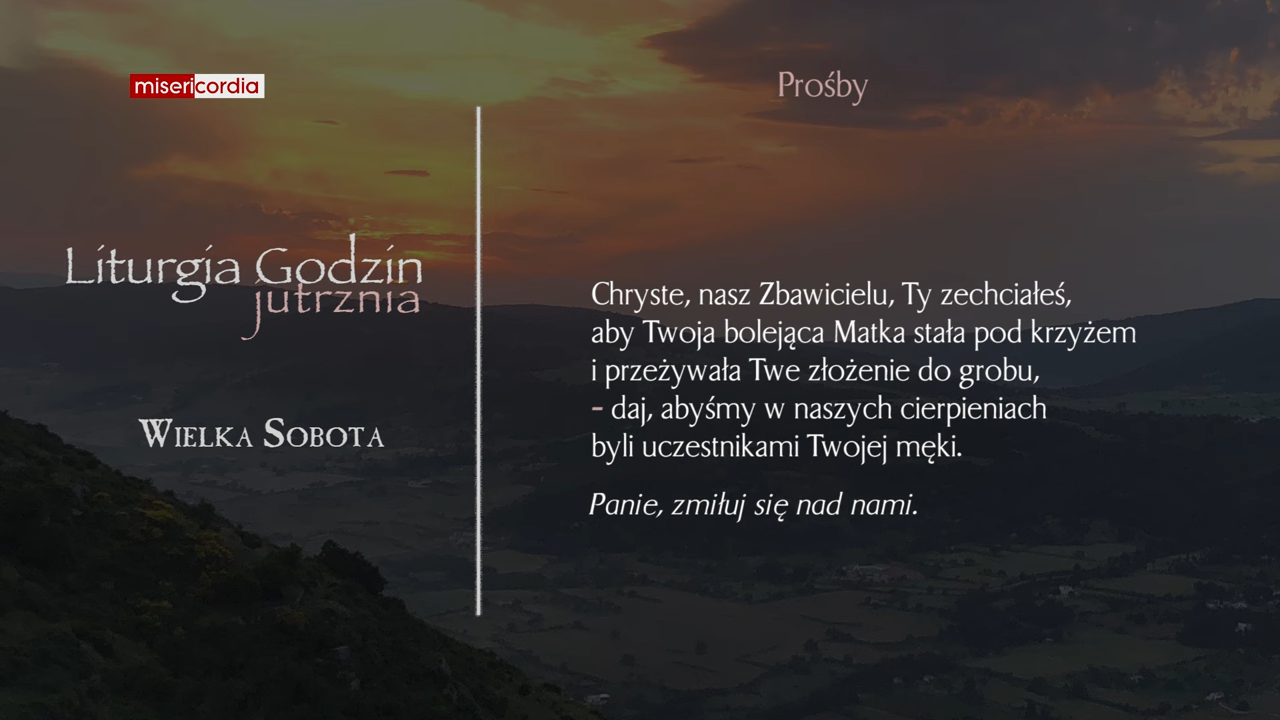 misericordia
Liturgia Godzin
jutrznia
Wielka Sobota
Prośby
Chryste, nasz Zbawicielu, Ty zechciałeś,
aby Twoja bolejąca Matka stała pod krzyżem
i przeżywała Twe złożenie do grobu,
- daj, abyśmy w naszych cierpieniach
byli uczestnikami Twojej męki.
Panie, zmiłuj się nad nami.